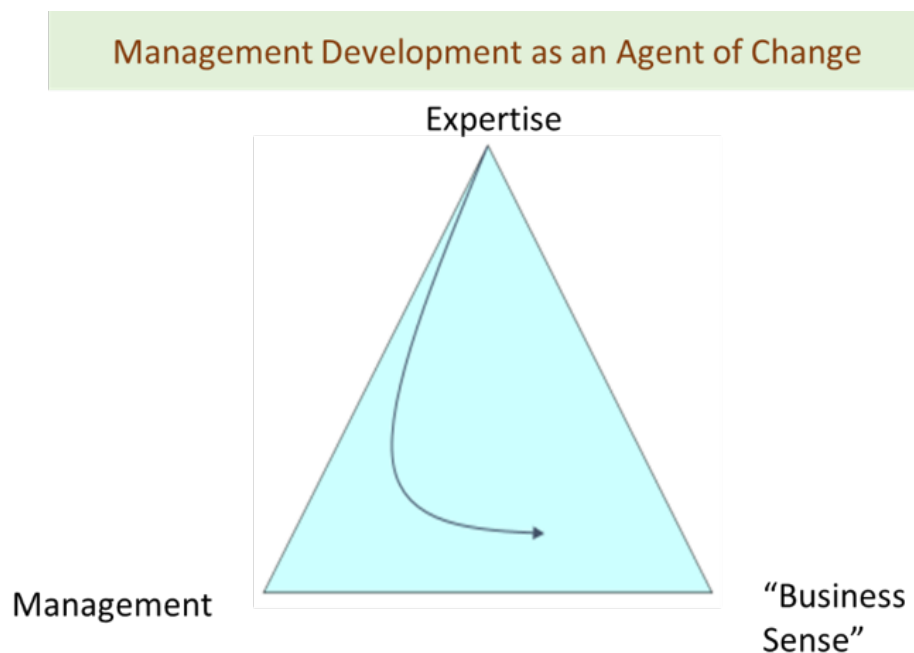 Management Development as an Agent of Change
Expertise
Management
“Business
Sense”